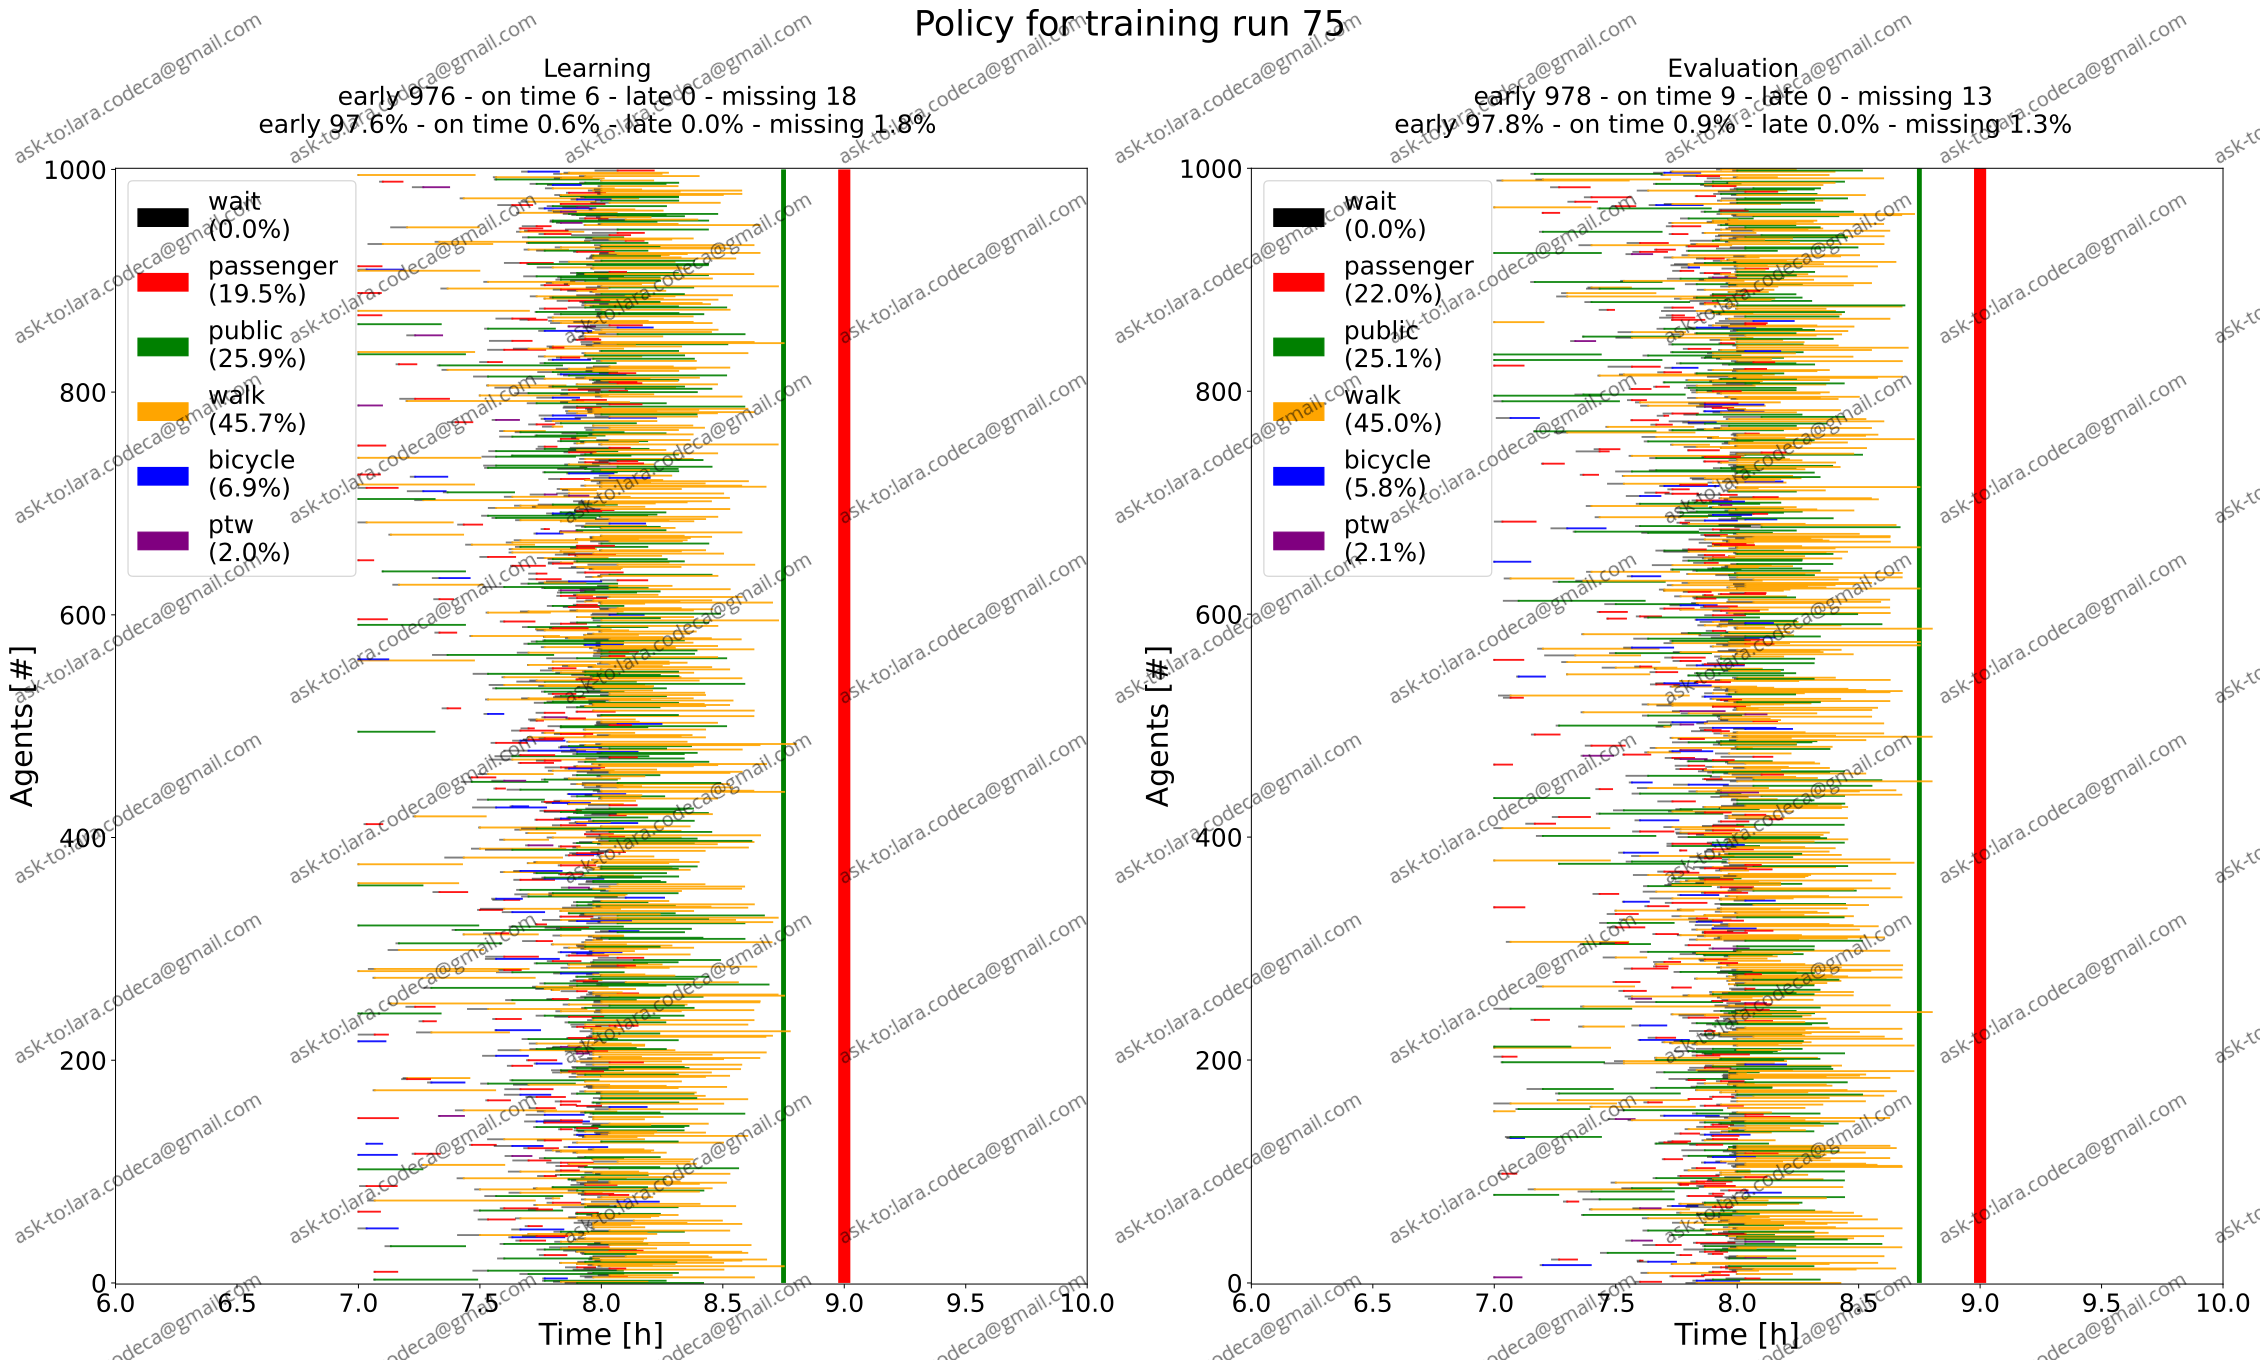 Policy for training run 75
Learning
early 976 - on time 6 - late 0 - missing 18
early 97.6% - on time 0.6% - late 0.0% - missing 1.8%
1000
800
600
400
200
0
Agents [#]
wait
(0.0%)
passenger
(19.5%)
public
(25.9%)
walk
(45.7%)
bicycle
(6.9%)
ptw
(2.0%)
6.0 6.5 7.0 7.5 8.0 8.5 9.0 9.5 10.0
Time [h]
Evaluation
early 978 - on time 9 - late 0 - missing 13
early 97.8% - on time 0.9% - late 0.0% - missing 1.3%
1000
800
600
400
200
0
Agents [#]
wait
(0.0%)
passenger
(22.0%)
public
(25.1%)
walk
(45.0%)
bicycle
(5.8%)
ptw
(2.1%)
6.0 6.5 7.0 7.5 8.0 8.5 9.0 9.5 10.0
Time [h]
ask-to:lara.codeca@gmail.com